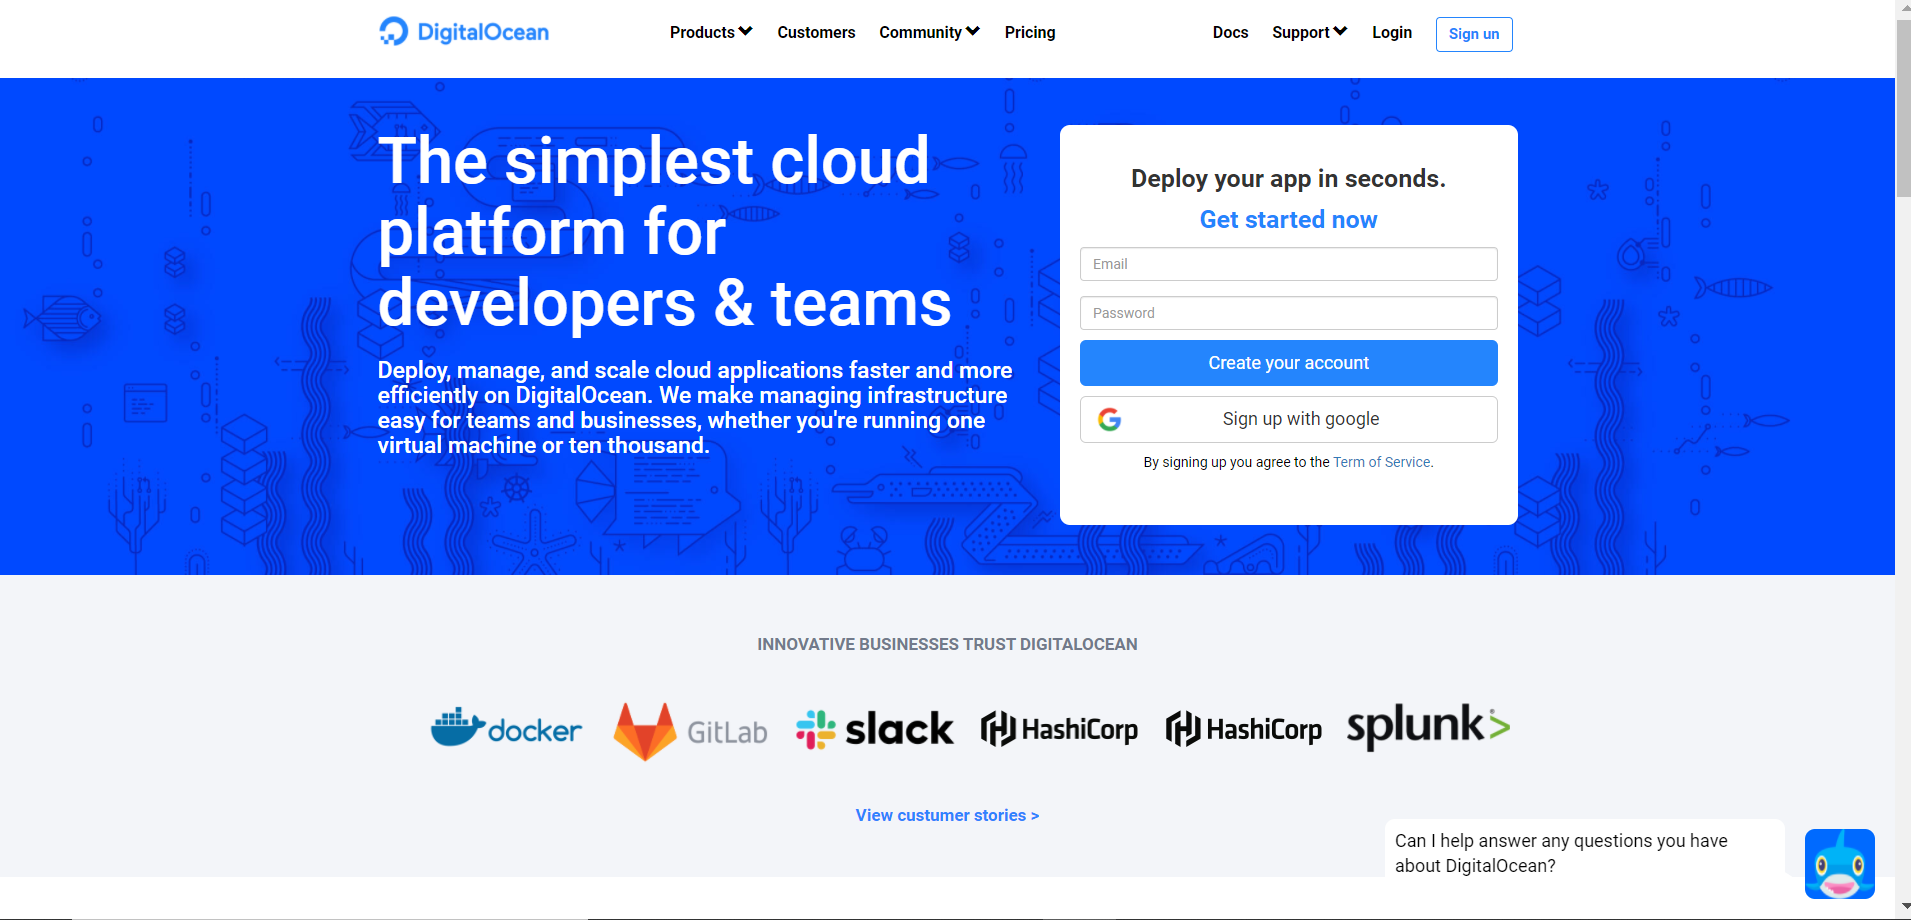 DigitalOcean
Products Customers Community Pricing Docs Support Login Sign un
The simplest cloud
platform for
developers & teams
Deploy, manage, and scale cloud applications faster and more
efficiently on DigitalOcean. We make managing infrastructure
easy for teams and businesses, whether you're running one
virtual machine or ten thousand.
Deploy your app in seconds.
Get started now
Email
Password
Create your account
Sign up with google
By signing up you agree to the Term of Service.
INNOVATIVE BUSINESSES TRUST DIGITALOCEAN
docker GitLab slack HashiCorp HashiCorp splunk>
View custumer stories >
Can I help answer any questions you have
about DigitalOcean?